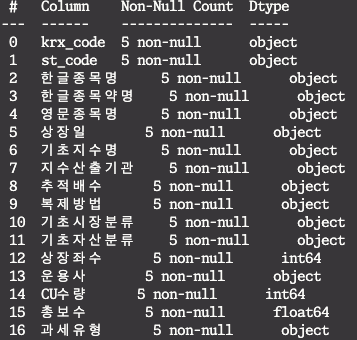 #   Column   Non-Null Count   Dtype
---  ------   --------------   -----
0   krx_code   5 non-null   object
1   st_code   5 non-null   object
2   한글종목명   5 non-null   object
3   한글종목약명   5 non-null   object
4   영문종목명   5 non-null   object
5   상장일   5 non-null   object
6   기초지수명   5 non-null   object
7   지수산출기관   5 non-null   object
8   추적배수   5 non-null   object
9   복제방법   5 non-null   object
10   기초시장분류   5 non-null   object
11   기초자산분류   5 non-null   object
12   상장좌수   5 non-null   int64
13   운용사   5 non-null   object
14   CU수량   5 non-null   int64
15   총보수   5 non-null   float64
16   과세유형   5 non-null   object